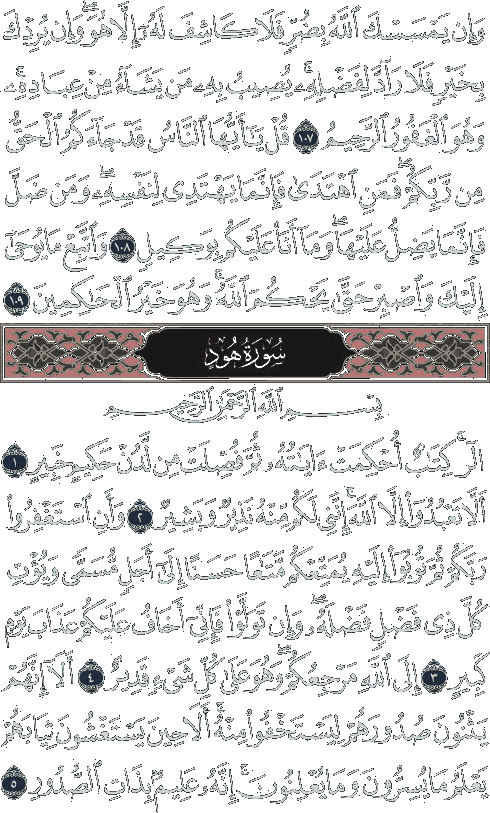 وَإِن يَمْسَسْكَ ٱللَّهُ بِضُرٍّ فَلَا كَاشِفَ لَهُۥٓ إِلَّا هُوَ ۖ وَإِن يُرِدْكَ
بِخَيْرٍ فَلَا رَآدَّ لِفَضْلِهِۦ ۚ يُصِيبُ بِهِۦ مَن يَشَآءُ مِنْ عِبَادِهِۦ ۚ
وَهُوَ ٱلْغَفُورُ ٱلرَّحِيمُ ١٠٧ قُلْ يَٰٓأَيُّهَا ٱلنَّاسُ قَدْ جَآءَكُمُ ٱلْحَقُّ
مِن رَّبِّكُمْ ۖ فَمَنِ ٱهْتَدَىٰ فَإِنَّمَا يَهْتَدِى لِنَفْسِهِۦ ۖ وَمَن ضَلَّ
فَإِنَّمَا يَضِلُّ عَلَيْهَا ۖ وَمَآ أَنَا۠ عَلَيْكُم بِوَكِيلٍ ١٠٨ وَٱتَّبِعْ مَا يُوحَىٰٓ
إِلَيْكَ وَٱصْبِرْ حَتَّىٰ يَحْكُمَ ٱللَّهُ ۚ وَهُوَ خَيْرُ ٱلْحَٰكِمِينَ ١٠٩
سُورَةُ هُودٍ
بِسْمِ ٱللَّهِ ٱلرَّحْمَٰنِ ٱلرَّحِيمِ
الٓر ۚ كِتَٰبٌ أُحْكِمَتْ ءَايَٰتُهُۥ ثُمَّ فُصِّلَتْ مِن لَّدُنْ حَكِيمٍ خَبِيرٍ ١
أَلَّا تَعْبُدُوٓا۟ إِلَّا ٱللَّهَ ۚ إِنَّنِى لَكُم مِّنْهُ نَذِيرٌ وَبَشِيرٌ ٢ وَأَنِ ٱسْتَغْفِرُوا۟
رَبَّكُمْ ثُمَّ تُوبُوٓا۟ إِلَيْهِ يُمَتِّعْكُم مَّتَٰعًا حَسَنًا إِلَىٰٓ أَجَلٍ مُّسَمًّى وَيُؤْتِ
كُلَّ ذِى فَضْلٍ فَضْلَهُۥ ۖ وَإِن تَوَلَّوْا۟ فَإِنِّىٓ أَخَافُ عَلَيْكُمْ عَذَابَ يَوْمٍ
كَبِيرٍ ٣ إِلَى ٱللَّهِ مَرْجِعُكُمْ ۖ وَهُوَ عَلَىٰ كُلِّ شَىْءٍ قَدِيرٌ ٤ أَلَآ إِنَّهُمْ
يَثْنُونَ صُدُورَهُمْ لِيَسْتَخْفُوا۟ مِنْهُ ۚ أَلَا حِينَ يَسْتَغْشُونَ ثِيَابَهُمْ
يَعْلَمُ مَا يُسِرُّونَ وَمَا يُعْلِنُونَ ۚ إِنَّهُۥ عَلِيمٌۢ بِذَاتِ ٱلصُّدُورِ ٥